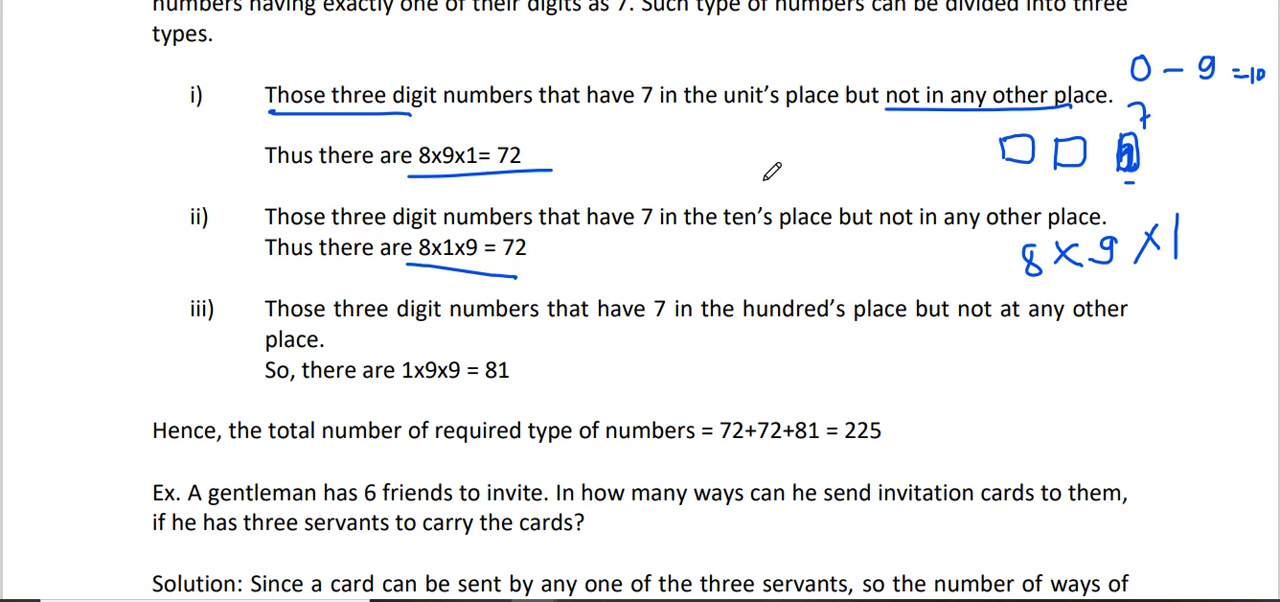 numbers having exactly one of their digits as 7. Such type of numbers can be divided into three
types.
0 - 9 = 10
i) Those three digit numbers that have 7 in the unit's place but not in any other place.
7
Thus there are 8x9x1= 72
ii) Those three digit numbers that have 7 in the ten's place but not in any other place.
Thus there are 8x1x9 = 72
8 x 9 x 1
iii) Those three digit numbers that have 7 in the hundred's place but not at any other
place.
So, there are 1x9x9 = 81
Hence, the total number of required type of numbers = 72+72+81 = 225
Ex. A gentleman has 6 friends to invite. In how many ways can he send invitation cards to them,
if he has three servants to carry the cards?
Solution: Since a card can be sent by any one of the three servants, so the number of ways of